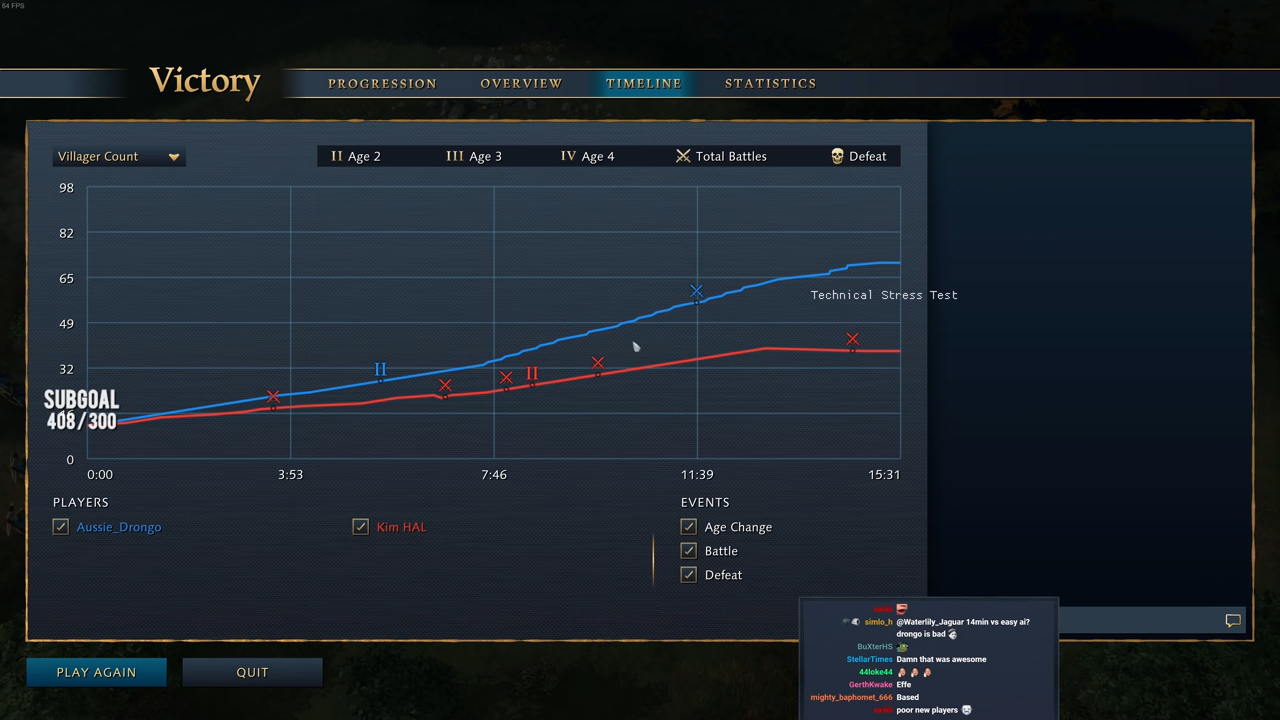 64 FPS
Victory
PROGRESSION OVERVIEW TIMELINE STATISTICS
Villager Count
II Age 2 III Age 3 IV Age 4 Total Battles Defeat
98
82
65
Technical Stress Test
49
32
SUBGOAL
408/300
0
0:00 3:53 7:46 11:39 15:31
II
II
PLAYERS
Aussie_Drongo Kim HAL
EVENTS
Age Change
Battle
Defeat
simlo_h @Waterlily_Jaguar 14min vs easy ai?
drongo is bad
BuXterHS
StellarTimes Damn that was awesome
44loke44
GerthKwake Effe
mighty_baphomet_666 Based
poor new players
PLAY AGAIN QUIT